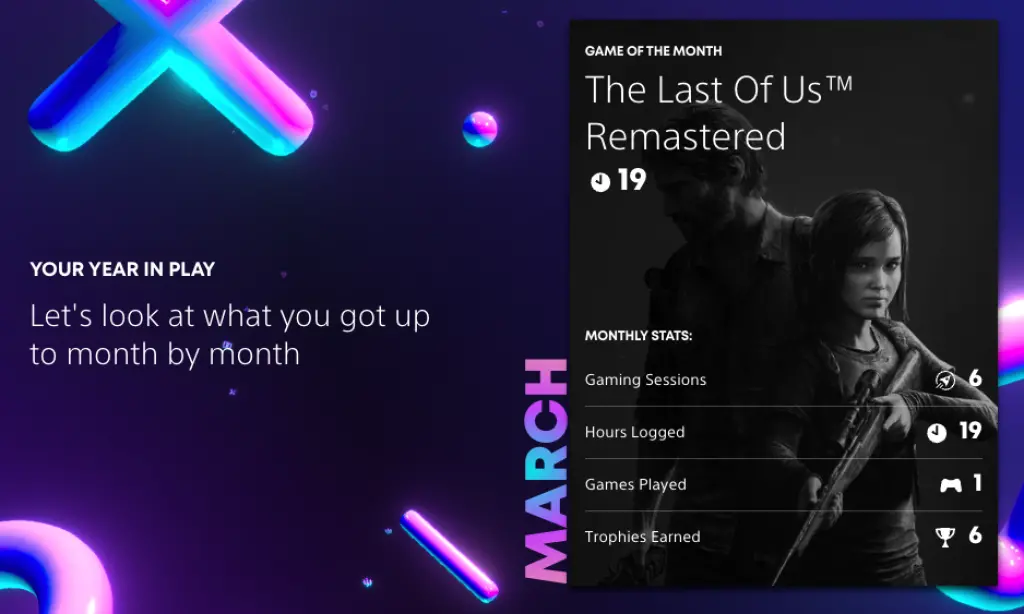 YOUR YEAR IN PLAY
Let's look at what you got up
to month by month
MARCH
GAME OF THE MONTH
The Last Of Us™
Remastered
19
MONTHLY STATS:
Gaming Sessions 6
Hours Logged 19
Games Played 1
Trophies Earned 6